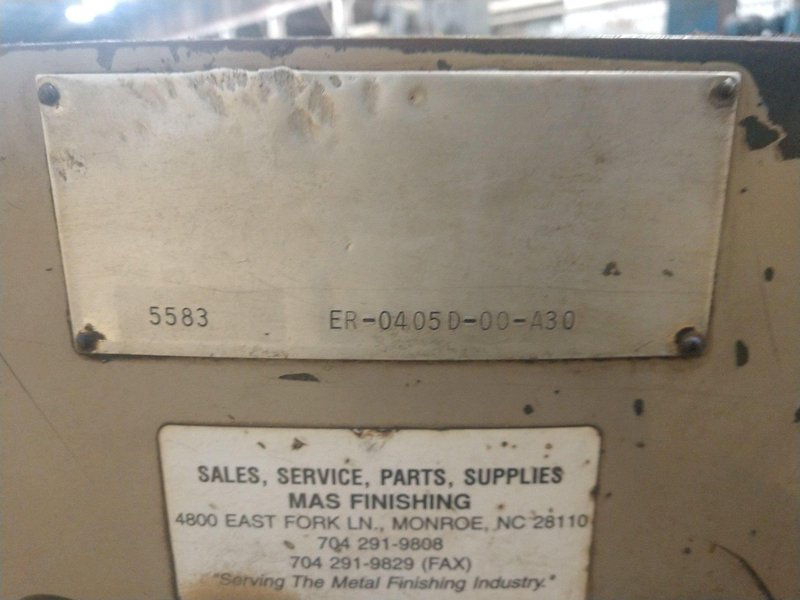 5583 ER-0405D-00-A30
SALES, SERVICE, PARTS, SUPPLIES
MAS FINISHING
4800 EAST FORK LN., MONROE, NC 28110
704 291-9808
704 291-9829 (FAX)
"Serving The Metal Finishing Industry."